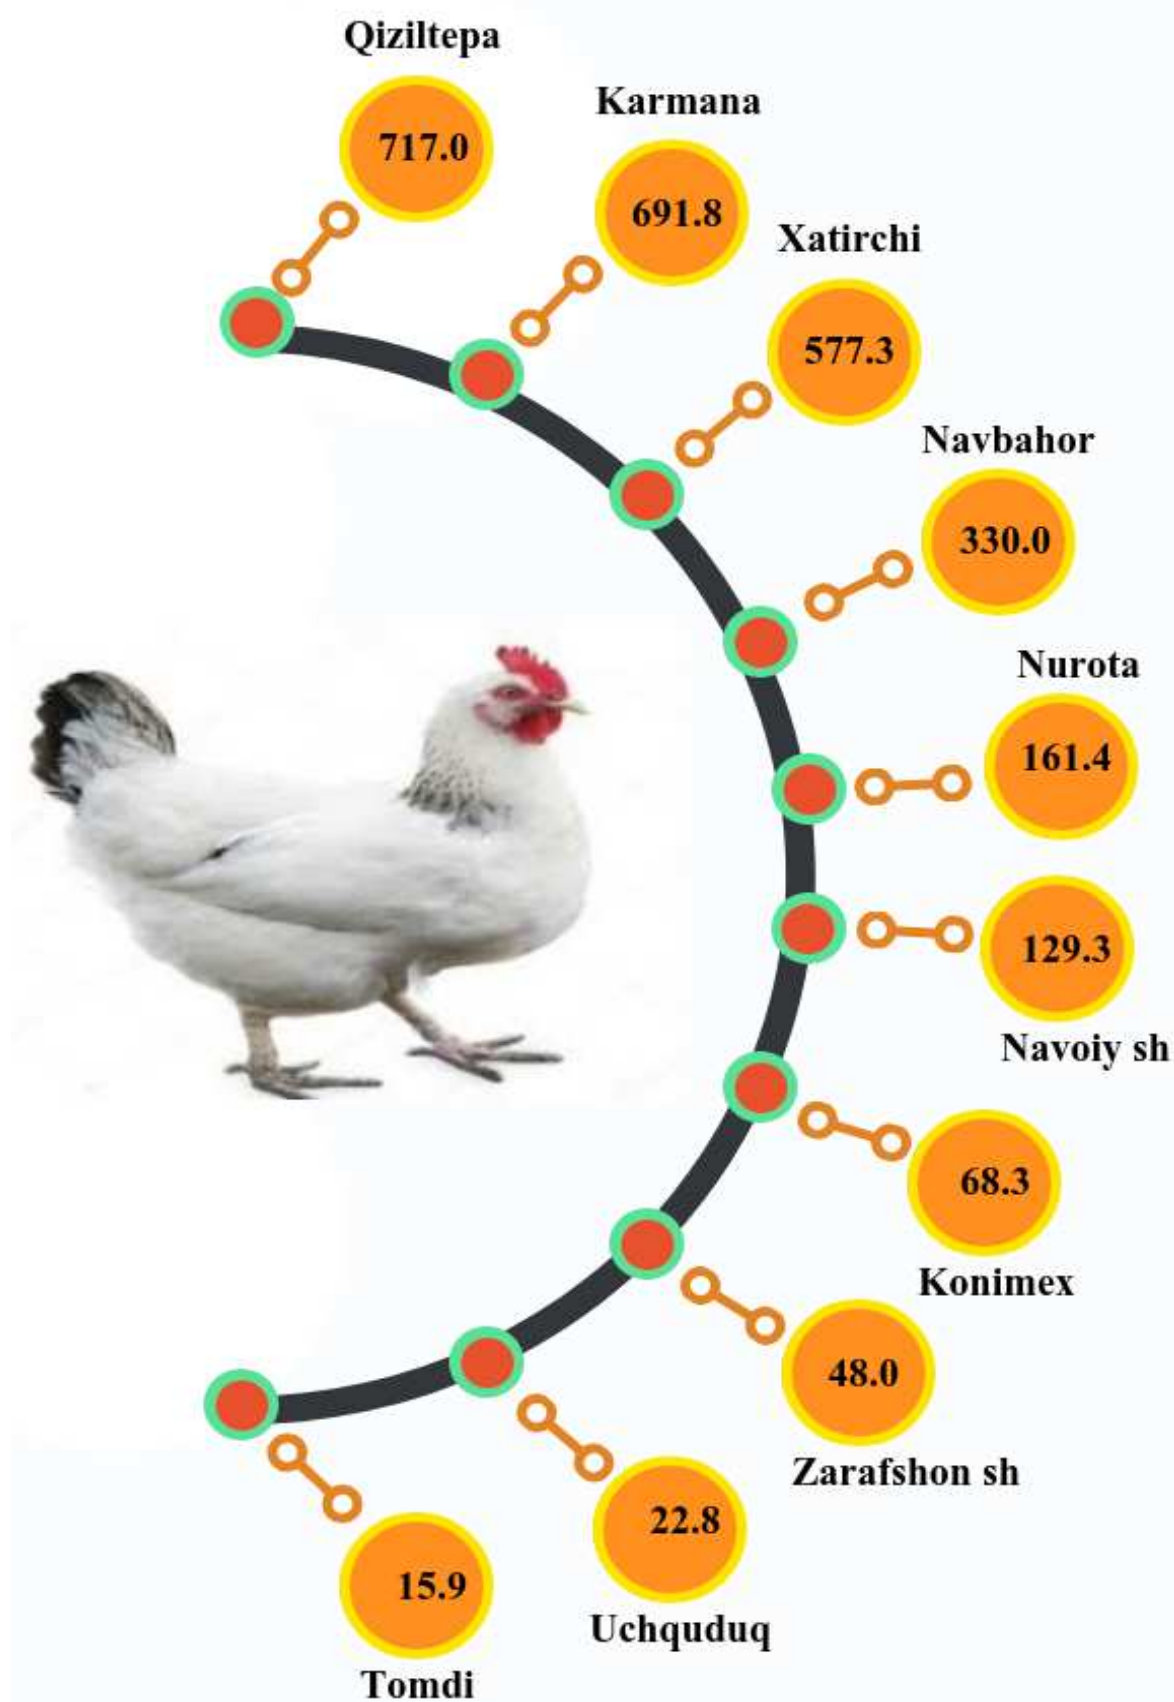 Qiziltepa
717.0
Karmana
691.8
Xatirchi
577.3
Navbahor
330.0
Nurota
161.4
129.3
Navoiy sh
68.3
Konimex
48.0
Zarafshon sh
22.8
Uchquduq
15.9
Tomdi